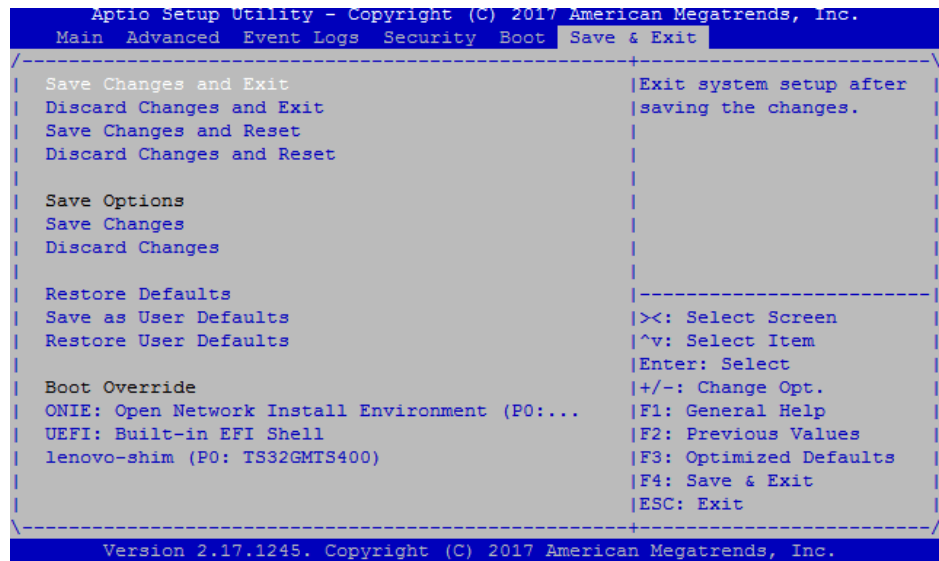 Aptio Setup Utility - Copyright (C) 2017 American Megatrends, Inc.
Main Advanced Event Logs Security Boot Save & Exit
Save Changes and Exit
Discard Changes and Exit
Save Changes and Reset
Discard Changes and Reset
Save Options
Save Changes
Discard Changes
Restore Defaults
Save as User Defaults
Restore User Defaults
Boot Override
ONIE: Open Network Install Environment (P0:...
UEFI: Built-in EFI Shell
lenovo-shim (P0: TS32GMTS400)
Exit system setup after
saving the changes.
><: Select Screen
^v: Select Item
Enter: Select
+/-: Change Opt.
F1: General Help
F2: Previous Values
F3: Optimized Defaults
F4: Save & Exit
ESC: Exit
Version 2.17.1245. Copyright (C) 2017 American Megatrends, Inc.